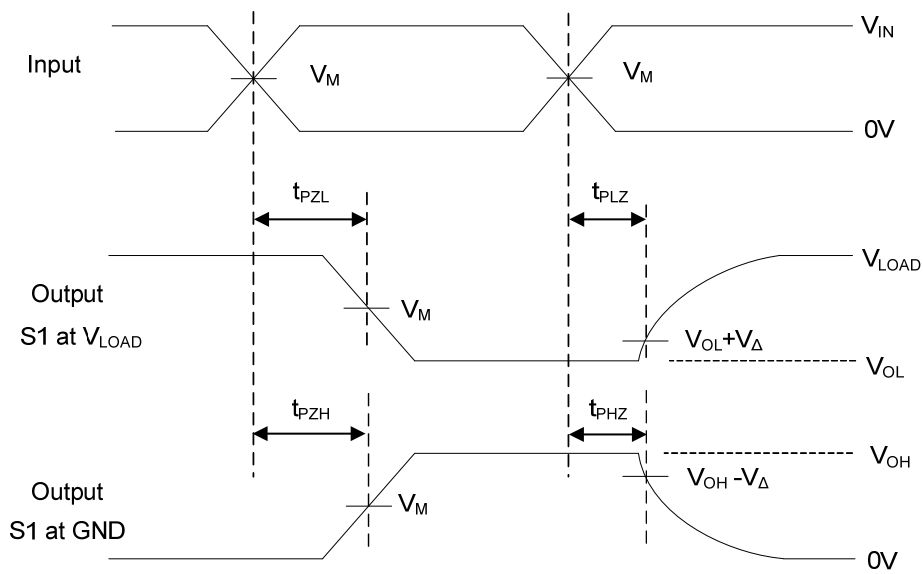 V_IN
Input
V_M
V_M
0V
t_PZL
t_PLZ
V_LOAD
Output
S1 at V_LOAD
V_M
V_OL+V_Δ
V_OL
t_PZH
t_PHZ
V_OH
V_OH -V_Δ
Output
S1 at GND
V_M
0V